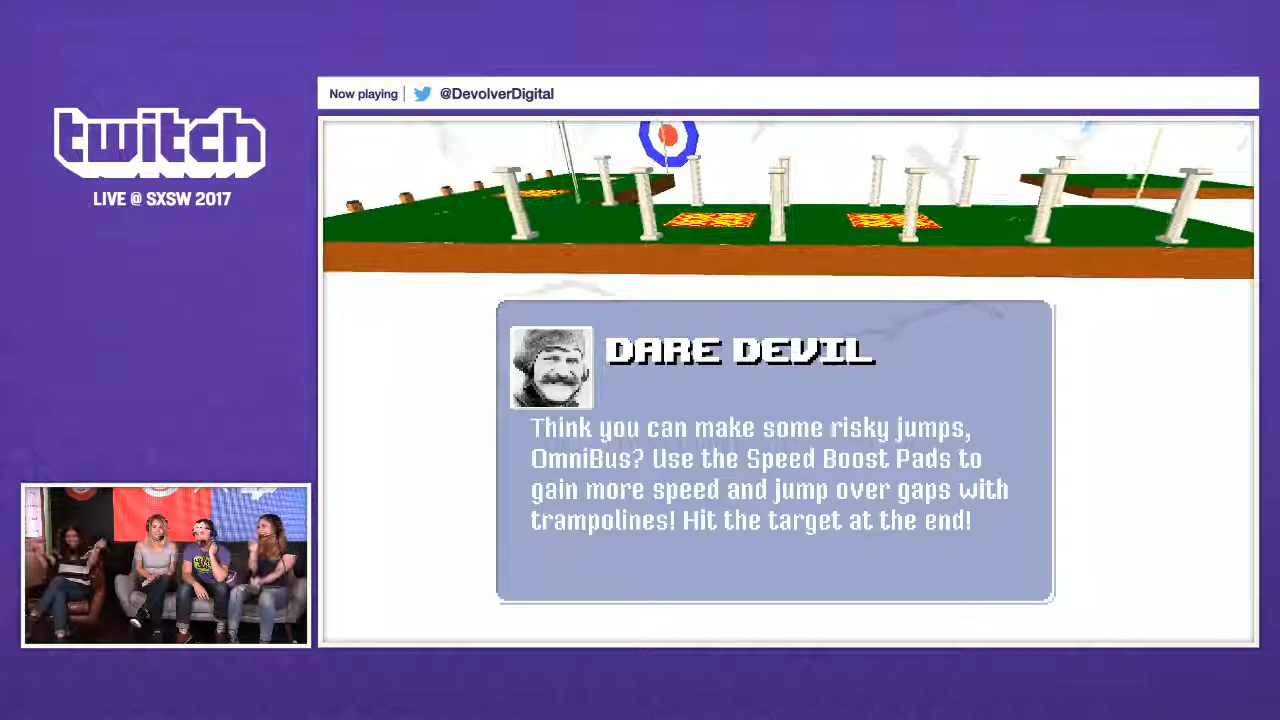 twitch
LIVE @ SXSW 2017
Now playing | @DevolverDigital
DARE DEVIL
Think you can make some risky jumps,
OmniBus? Use the Speed Boost Pads to
gain more speed and jump over gaps with
trampolines! Hit the target at the end!